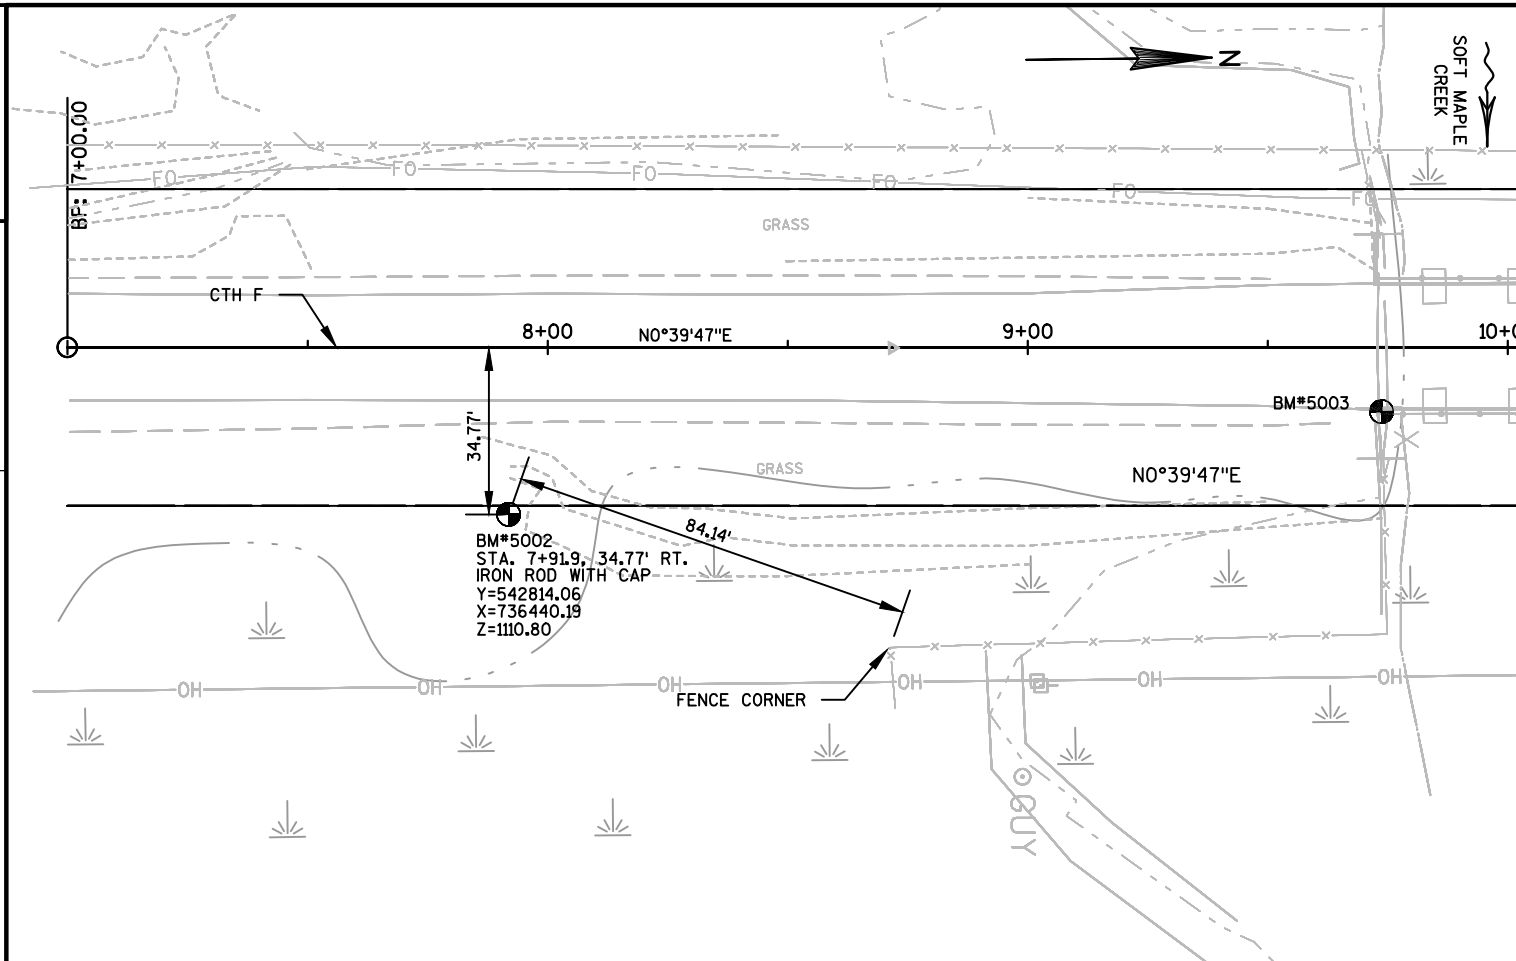 SOFT MAPLE
CREEK
N
BF: 7+00.00
FO
FO
FO
FO
FO
FO
GRASS
CTH F
8+00
N0°39'47"E
9+00
10+0
34.77'
BM#5003
GRASS
N0°39'47"E
84.14'
BM#5002
STA. 7+91.9, 34.77' RT.
IRON ROD WITH CAP
Y=542814.06
X=736440.19
Z=1110.80
OH
OH
OH
OH
OH
OH
FENCE CORNER
GUY